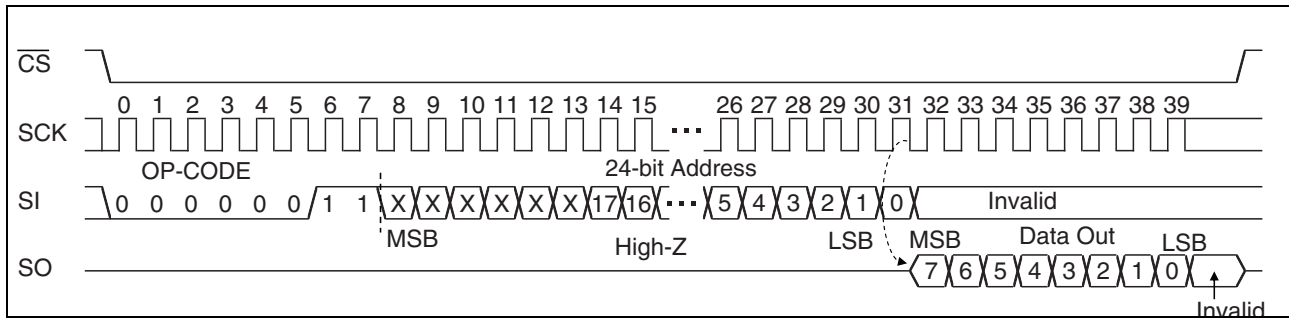 CS
0 1 2 3 4 5 6 7 8 9 10 11 12 13 14 15 26 27 28 29 30 31 32 33 34 35 36 37 38 39
SCK ...
OP-CODE 24-bit Address
SI 0 0 0 0 0 0 1 1 X X X X X X 17 16 ... 5 4 3 2 1 0 Invalid
MSB High-Z LSB MSB Data Out LSB
SO 7 6 5 4 3 2 1 0
Invalid